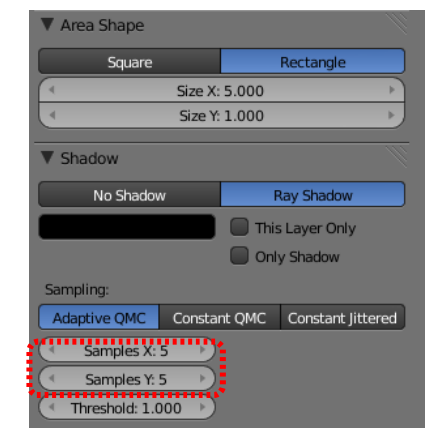 Area Shape
Square Rectangle
Size X: 5.000
Size Y: 1.000
Shadow
No Shadow Ray Shadow
This Layer Only
Only Shadow
Sampling:
Adaptive QMC Constant QMC Constant Jittered
Samples X: 5
Samples Y: 5
Threshold: 1.000